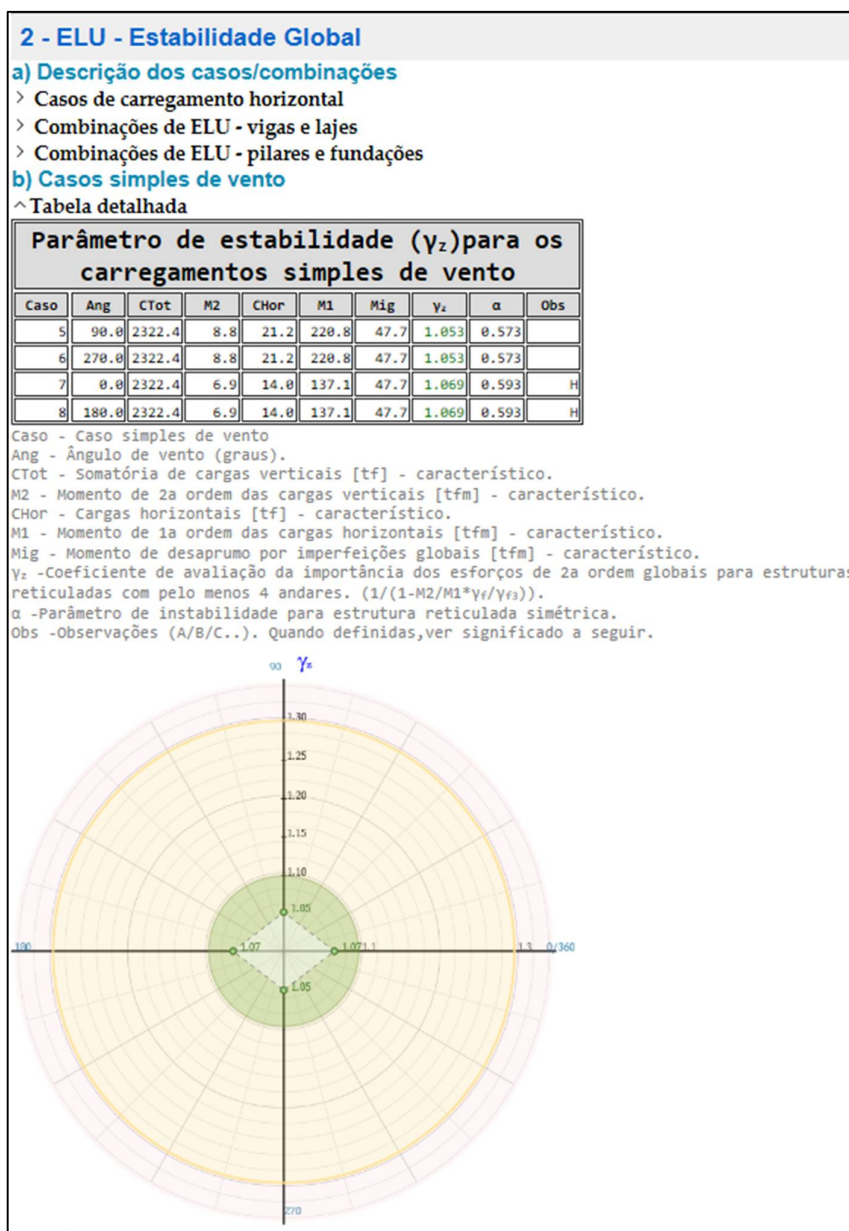 2 - ELU - Estabilidade Global
a) Descrição dos casos/combinações
> Casos de carregamento horizontal
> Combinações de ELU - vigas e lajes
> Combinações de ELU - pilares e fundações
b) Casos simples de vento
^ Tabela detalhada
Parâmetro de estabilidade (γz)para os
carregamentos simples de vento
Caso Ang CTot M2 CHor M1 Mig γz α Obs
5 90.0 2322.4 8.8 21.2 220.8 47.7 1.053 0.573
6 270.0 2322.4 8.8 21.2 220.8 47.7 1.053 0.573
7 0.0 2322.4 6.9 14.0 137.1 47.7 1.069 0.593 H
8 180.0 2322.4 6.9 14.0 137.1 47.7 1.069 0.593 H
Caso - Caso simples de vento
Ang - Ângulo de vento (graus).
CTot - Somatória de cargas verticais [tf] - característico.
M2 - Momento de 2a ordem das cargas verticais [tfm] - característico.
CHor - Cargas horizontais [tf] - característico.
M1 - Momento de 1a ordem das cargas horizontais [tfm] - característico.
Mig - Momento de desaprumo por imperfeições globais [tfm] - característico.
γz -Coeficiente de avaliação da importância dos esforços de 2a ordem globais para estruturas
reticuladas com pelo menos 4 andares. (1/(1-M2/M1*γf/γf3)).
α -Parâmetro de instabilidade para estrutura reticulada simétrica.
Obs -Observações (A/B/C..). Quando definidas,ver significado a seguir.
90 γz
1.30
1.25
1.20
1.15
1.10
1.05
180 1.07 1.07 1.1 1.3 0/360
1.05
270